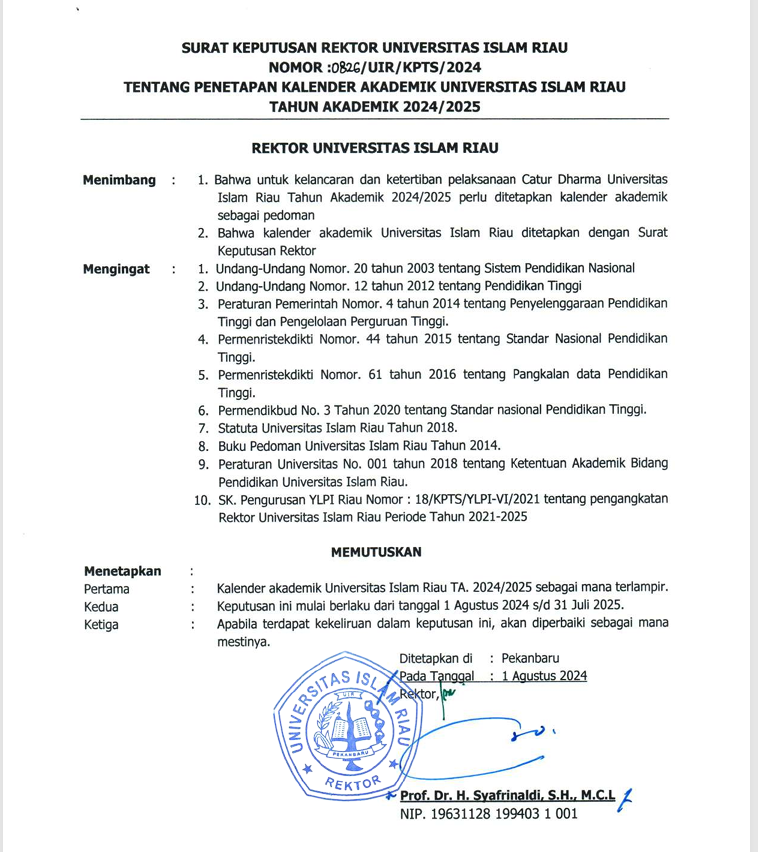 SURAT KEPUTUSAN REKTOR UNIVERSITAS ISLAM RIAU
NOMOR :0826/UIR/KPTS/2024
TENTANG PENETAPAN KALENDER AKADEMIK UNIVERSITAS ISLAM RIAU
TAHUN AKADEMIK 2024/2025
REKTOR UNIVERSITAS ISLAM RIAU
Menimbang : 1. Bahwa untuk kelancaran dan ketertiban pelaksanaan Catur Dharma Universitas
Islam Riau Tahun Akademik 2024/2025 perlu ditetapkan kalender akademik
sebagai pedoman
2. Bahwa kalender akademik Universitas Islam Riau ditetapkan dengan Surat
Keputusan Rektor
Mengingat : 1. Undang-Undang Nomor. 20 tahun 2003 tentang Sistem Pendidikan Nasional
2. Undang-Undang Nomor. 12 tahun 2012 tentang Pendidikan Tinggi
3. Peraturan Pemerintah Nomor. 4 tahun 2014 tentang Penyelenggaraan Pendidikan
Tinggi dan Pengelolaan Perguruan Tinggi.
4. Permenristekdikti Nomor. 44 tahun 2015 tentang Standar Nasional Pendidikan
Tinggi.
5. Permenristekdikti Nomor. 61 tahun 2016 tentang Pangkalan data Pendidikan
Tinggi.
6. Permendikbud No. 3 Tahun 2020 tentang Standar nasional Pendidikan Tinggi.
7. Statuta Universitas Islam Riau Tahun 2018.
8. Buku Pedoman Universitas Islam Riau Tahun 2014.
9. Peraturan Universitas No. 001 tahun 2018 tentang Ketentuan Akademik Bidang
Pendidikan Universitas Islam Riau.
10. SK. Pengurusan YLPI Riau Nomor : 18/KPTS/YLPI-VI/2021 tentang pengangkatan
Rektor Universitas Islam Riau Periode Tahun 2021-2025
MEMUTUSKAN
Menetapkan :
Pertama : Kalender akademik Universitas Islam Riau TA. 2024/2025 sebagai mana terlampir.
Kedua : Keputusan ini mulai berlaku dari tanggal 1 Agustus 2024 s/d 31 Juli 2025.
Ketiga : Apabila terdapat kekeliruan dalam keputusan ini, akan diperbaiki sebagai mana
mestinya.
Ditetapkan di : Pekanbaru
Pada Tanggal : 1 Agustus 2024
Rektor,
UNIVERSITAS ISLAM RIAU
UIR
PEKANBARU
REKTOR
Prof. Dr. H. Syafrinaldi, S.H., M.C.L
NIP. 19631128 199403 1 001